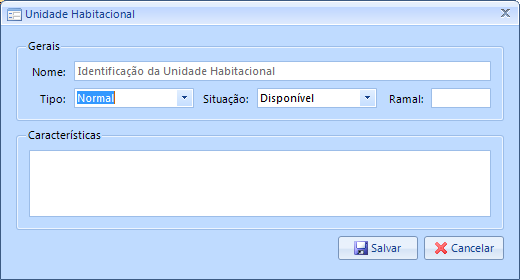 Unidade Habitacional
Gerais
Nome: Identificação da Unidade Habitacional
Tipo: Normal Situação: Disponível Ramal:
Características
Salvar Cancelar